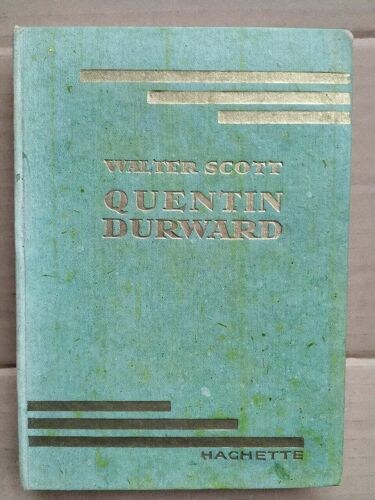 WALTER SCOTT
QUENTIN
DURWARD
HACHETTE